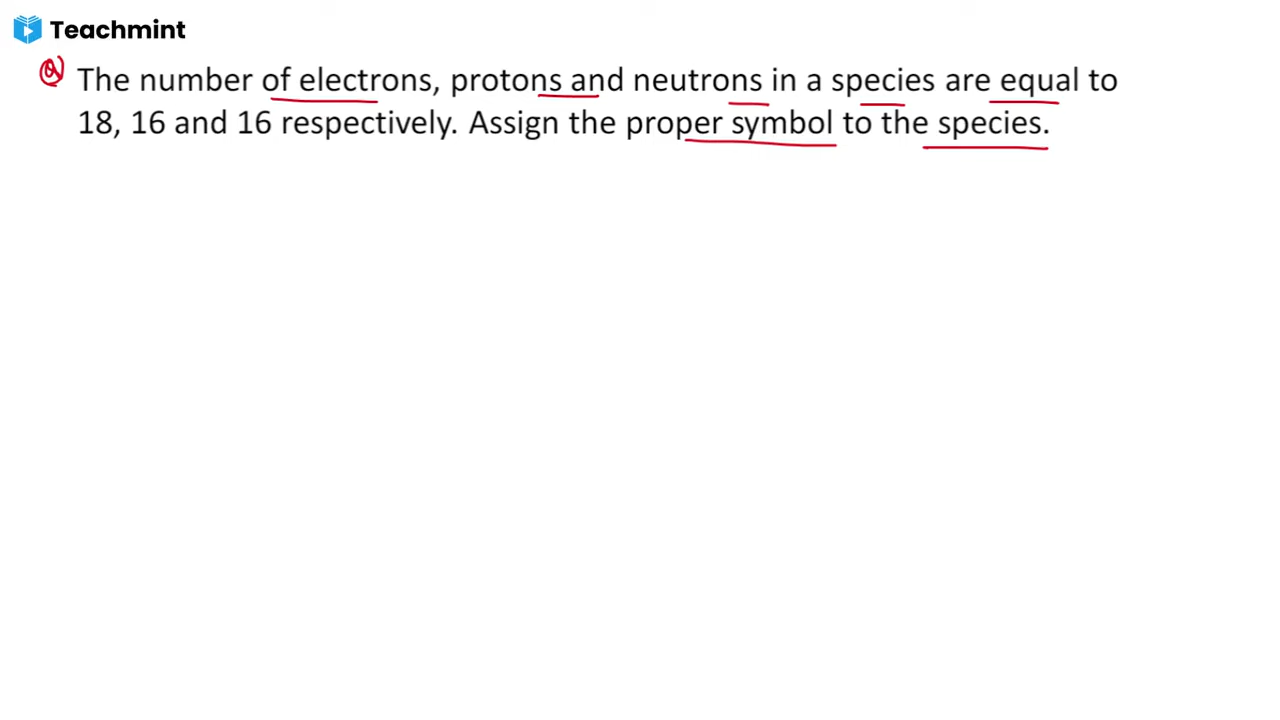 Teachmint
Q The number of electrons, protons and neutrons in a species are equal to
18, 16 and 16 respectively. Assign the proper symbol to the species.